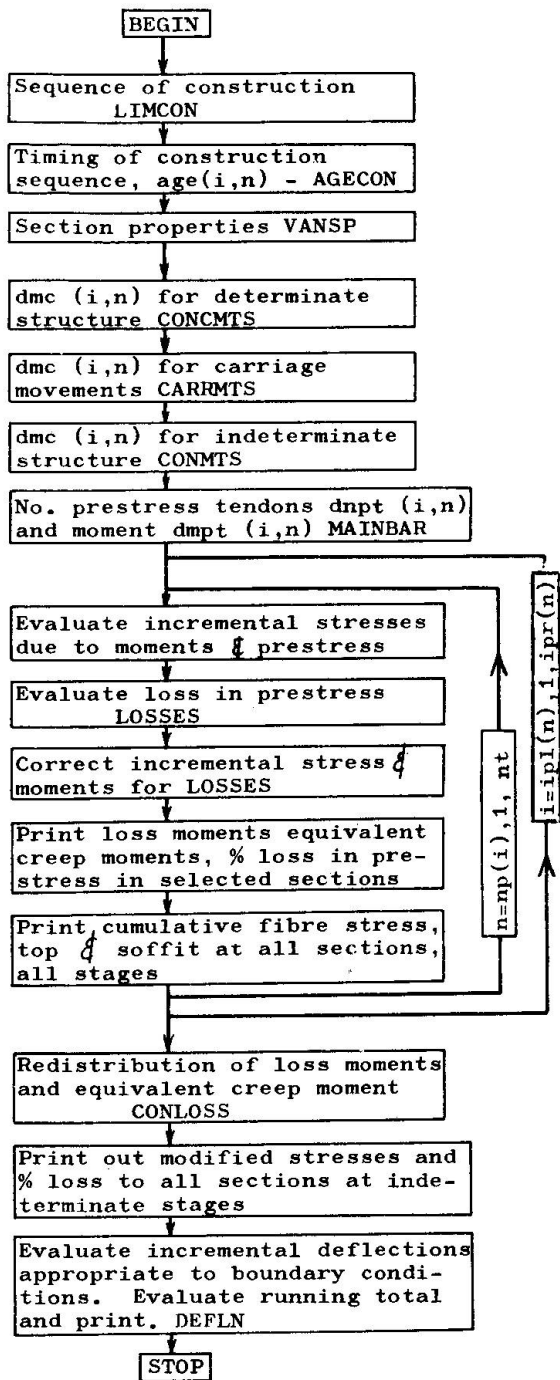 BEGIN
Sequence of construction
LIMCON
Timing of construction
sequence, age(i,n) - AGECON
Section properties VANSP
dmc (i,n) for determinate
structure CONCMTS
dmc (i,n) for carriage
movements CARRMTS
dmc (i,n) for indeterminate
structure CONMTS
No. prestress tendons dnpt (i,n)
and moment dmpt (i,n) MAINBAR
Evaluate incremental stresses
due to moments & prestress
Evaluate loss in prestress
LOSSES
Correct incremental stress &
moments for LOSSES
Print loss moments equivalent
creep moments, % loss in pre-
stress in selected sections
Print cumulative fibre stress,
top & soffit at all sections,
all stages
n=np(i),1, nt
i=ipl(n),1,ipr(n)
Redistribution of loss moments
and equivalent creep moment
CONLOSS
Print out modified stresses and
% loss to all sections at inde-
terminate stages
Evaluate incremental deflections
appropriate to boundary condi-
tions. Evaluate running total
and print. DEFLN
STOP